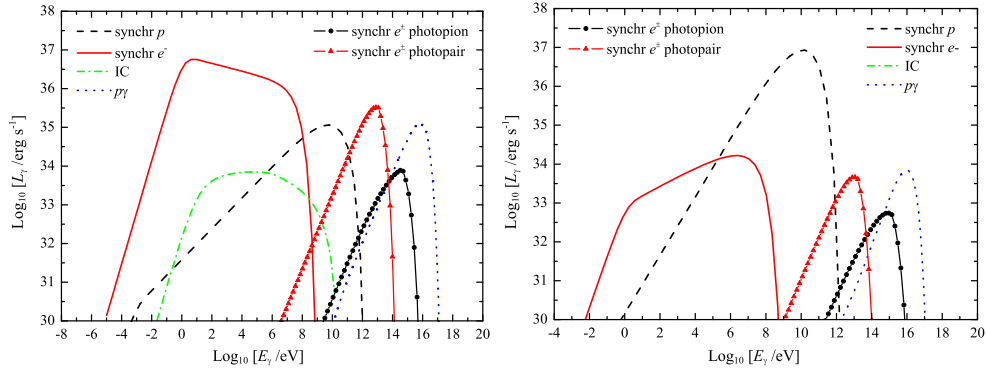 synchr p
synchr e⁻
IC
pγ
synchr e± photopion
synchr e± photopair
38
37
36
35
34
33
32
31
30
Log₁₀ [Lγ /erg s⁻¹]
-8 -6 -4 -2 0 2 4 6 8 10 12 14 16 18 20
Log₁₀ [Eγ /eV]
synchr e± photopion
synchr e± photopair
synchr p
synchr e-
IC
pγ
38
37
36
35
34
33
32
31
30
Log₁₀ [Lγ /erg s⁻¹]
-4 -2 0 2 4 6 8 10 12 14 16 18 20
Log₁₀ [Eγ /eV]